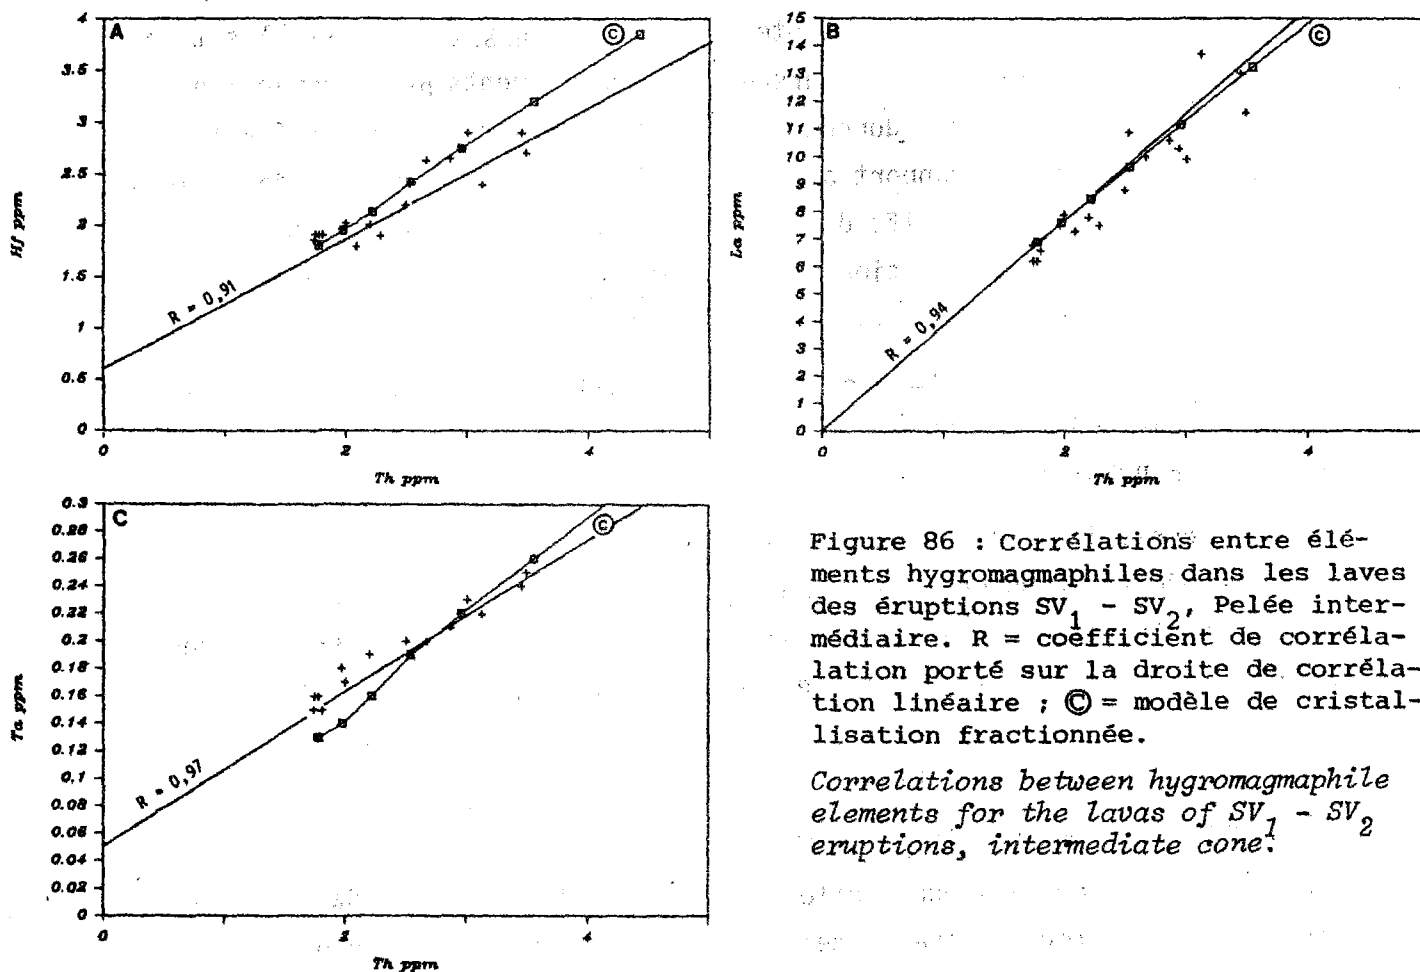 A
©
4
3.5
3
2.5
2
1.5
1
0.5
0
Hf ppm
R = 0,91
0
2
4
Th ppm
B
©
15
14
13
12
11
10
9
8
7
6
5
4
3
2
1
0
La ppm
R = 0,94
0
2
4
Th ppm
C
©
0.3
0.28
0.26
0.24
0.22
0.2
0.18
0.16
0.14
0.12
0.1
0.08
0.06
0.04
0.02
0
Ta ppm
R = 0,97
0
2
4
Th ppm
Figure 86 : Corrélations entre élé-
ments hygromagmaphiles dans les laves
des éruptions SV1 - SV2, Pelée inter-
médiaire. R = coefficient de corréla-
lation porté sur la droite de corréla-
tion linéaire ; © = modèle de cristal-
lisation fractionnée.
Correlations between hygromagmaphile
elements for the lavas of SV1 - SV2
eruptions, intermediate cone.